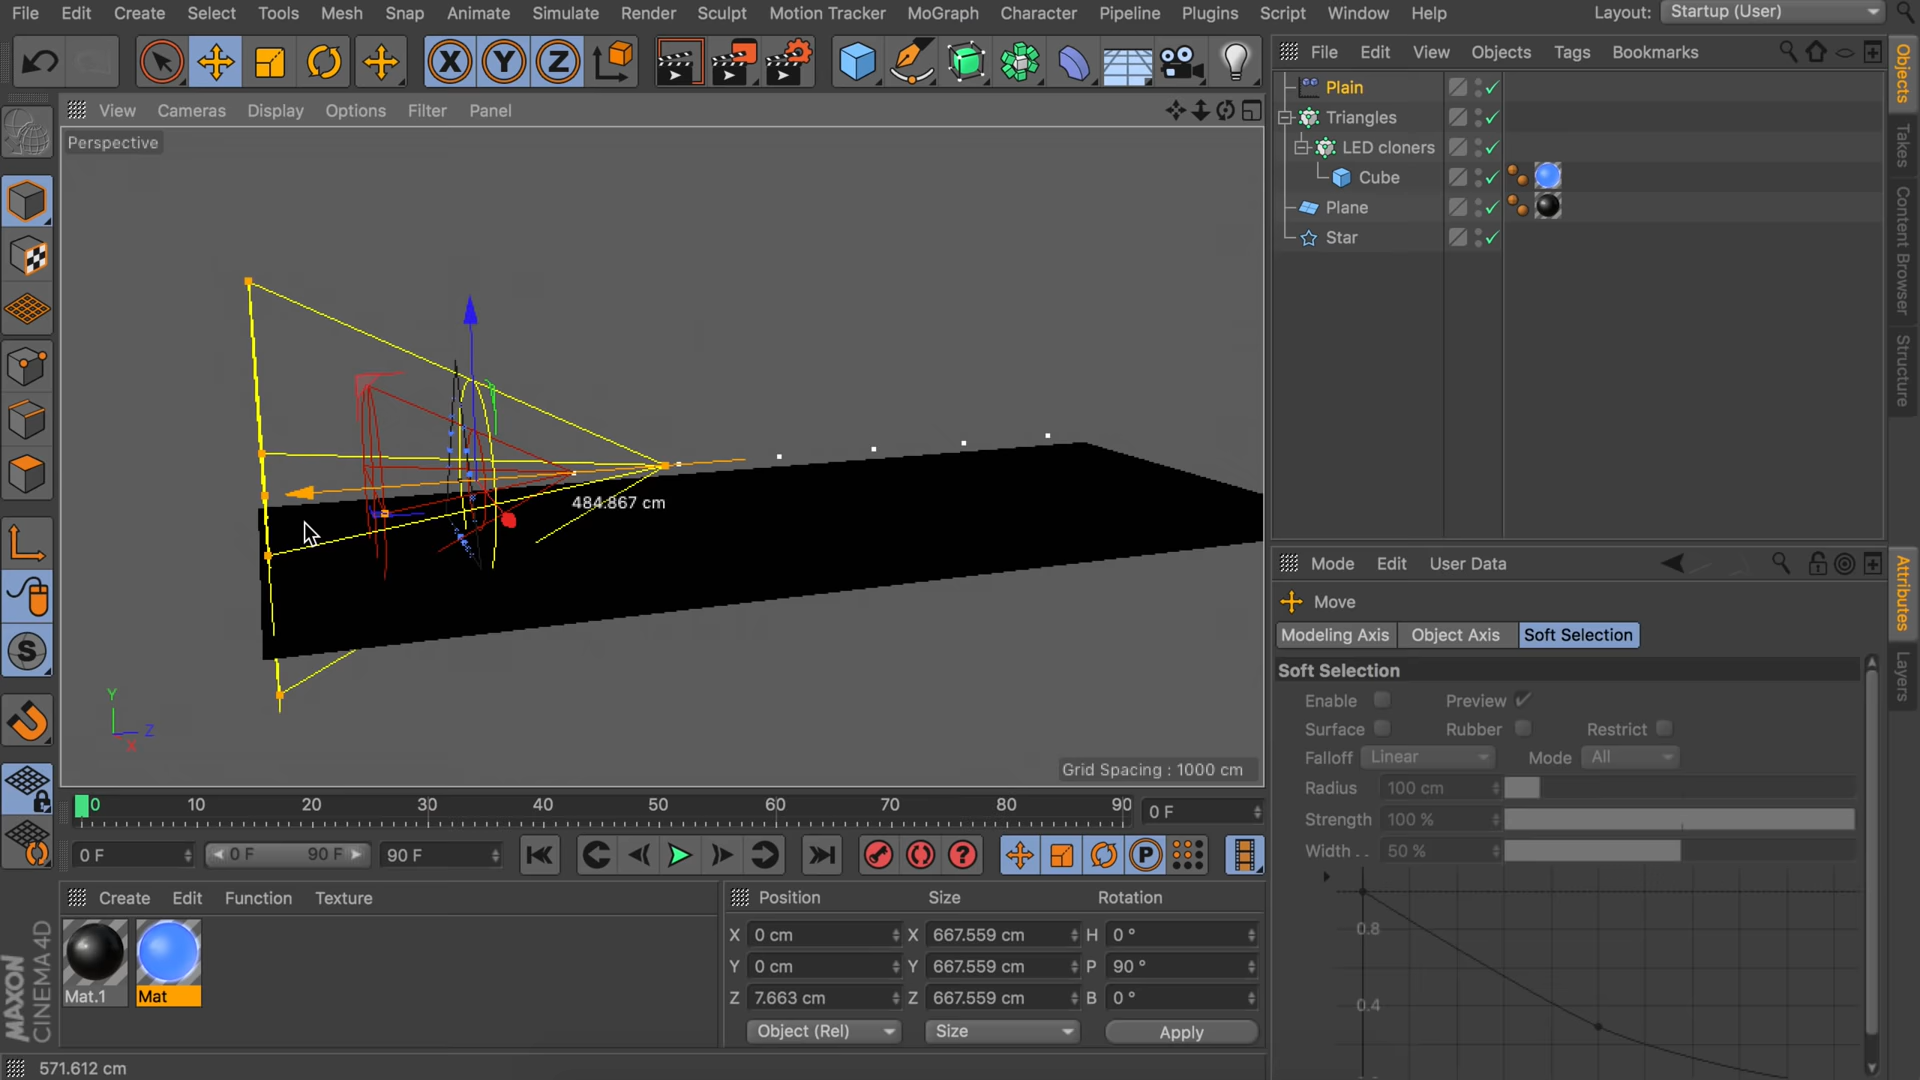 File Edit Create Select Tools Mesh Snap Animate Simulate Render Sculpt Motion Tracker MoGraph Character Pipeline Plugins Script Window Help Layout: Startup (User)
X Y Z
View Cameras Display Options Filter Panel
Perspective
484.867 cm
Y
Z
X
Grid Spacing : 1000 cm
S
0 10 20 30 40 50 60 70 80 90 0 F
0 F 0 F 90 F 90 F P
Create Edit Function Texture
Mat.1 Mat
MAXON
CINEMA 4D
Position Size Rotation
X 0 cm X 667.559 cm H 0 °
Y 0 cm Y 667.559 cm P 90 °
Z 7.663 cm Z 667.559 cm B 0 °
Object (Rel) Size Apply
571.612 cm
File Edit View Objects Tags Bookmarks
Plain
Triangles
LED cloners
Cube
Plane
Star
Objects
Takes
Content Browser
Structure
Mode Edit User Data
Move
Modeling Axis Object Axis Soft Selection
Soft Selection
Enable Preview
Surface Rubber Restrict
Falloff Linear Mode All
Radius 100 cm
Strength 100 %
Width . . 50 %
0.8
0.4
Attributes
Layers